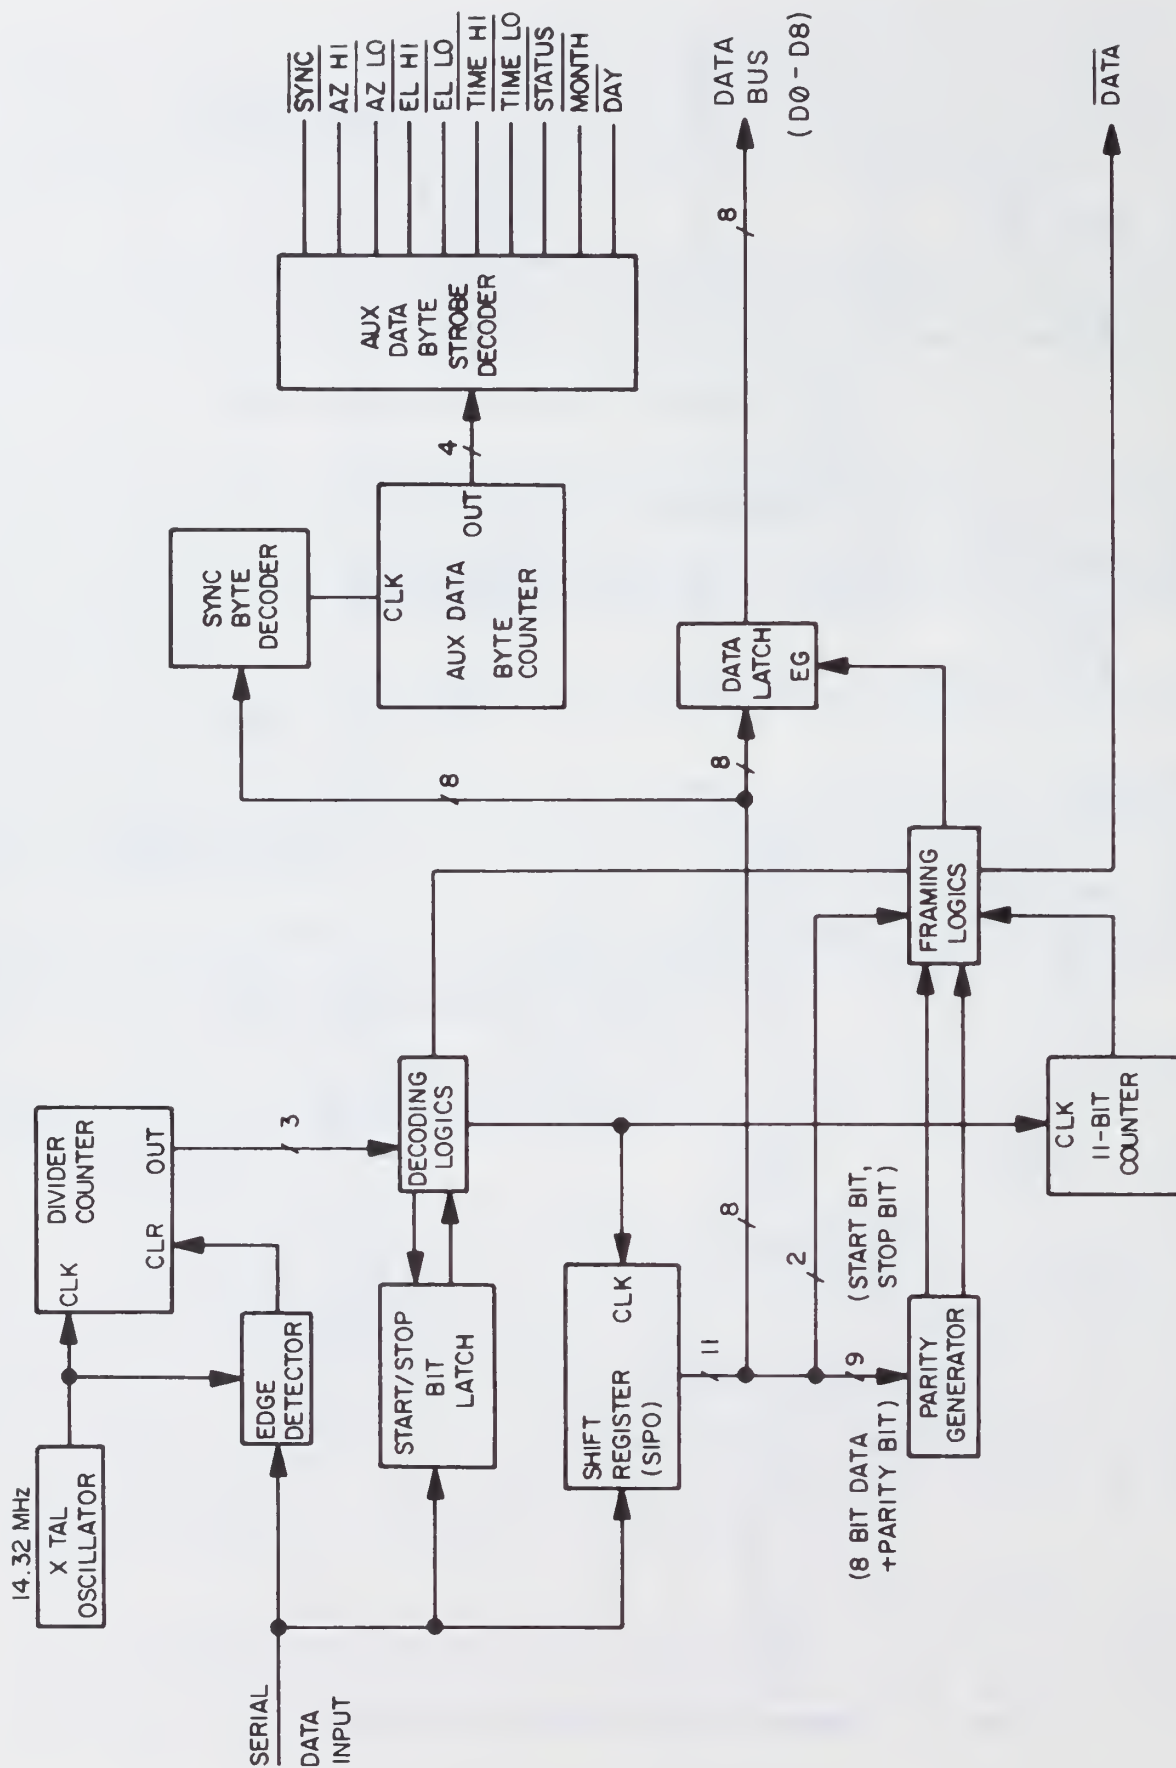 14.32 MHz
X TAL
OSCILLATOR
CLK
DIVIDER
COUNTER
CLR
OUT
3
EDGE
DETECTOR
SERIAL
DATA
INPUT
START/STOP
BIT
LATCH
DECODING
LOGICS
SHIFT
REGISTER
(SIPO)
CLK
11
8
2
(START BIT,
STOP BIT)
9
(8 BIT DATA
+PARITY BIT)
PARITY
GENERATOR
CLK
11-BIT
COUNTER
FRAMING
LOGICS
8
8
DATA
LATCH
EG
8
DATA
BUS
(DØ-D8)
DATA
SYNC
BYTE
DECODER
CLK
AUX DATA
BYTE
COUNTER
OUT
4
AUX
DATA
BYTE
STROBE
DECODER
SYNC
AZ HI
AZ LO
EL HI
EL LO
TIME HI
TIME LO
STATUS
MONTH
DAY